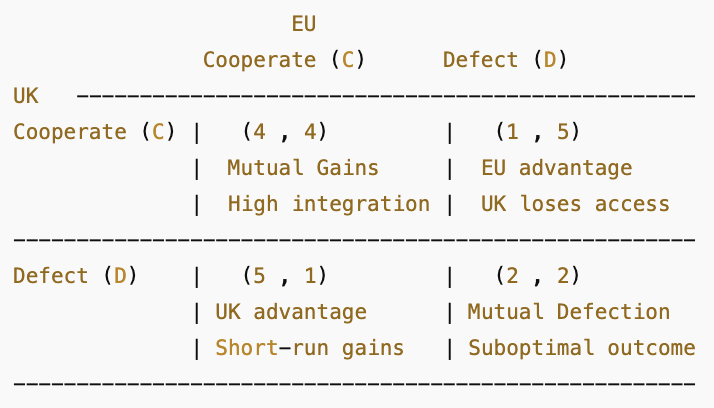 EU
Cooperate (C) Defect (D)
UK ------------------------------------------------
Cooperate (C) | (4 , 4) | (1 , 5)
| Mutual Gains | EU advantage
| High integration | UK loses access
------------------------------------------------------
Defect (D) | (5 , 1) | (2 , 2)
| UK advantage | Mutual Defection
| Short-run gains | Suboptimal outcome
------------------------------------------------------